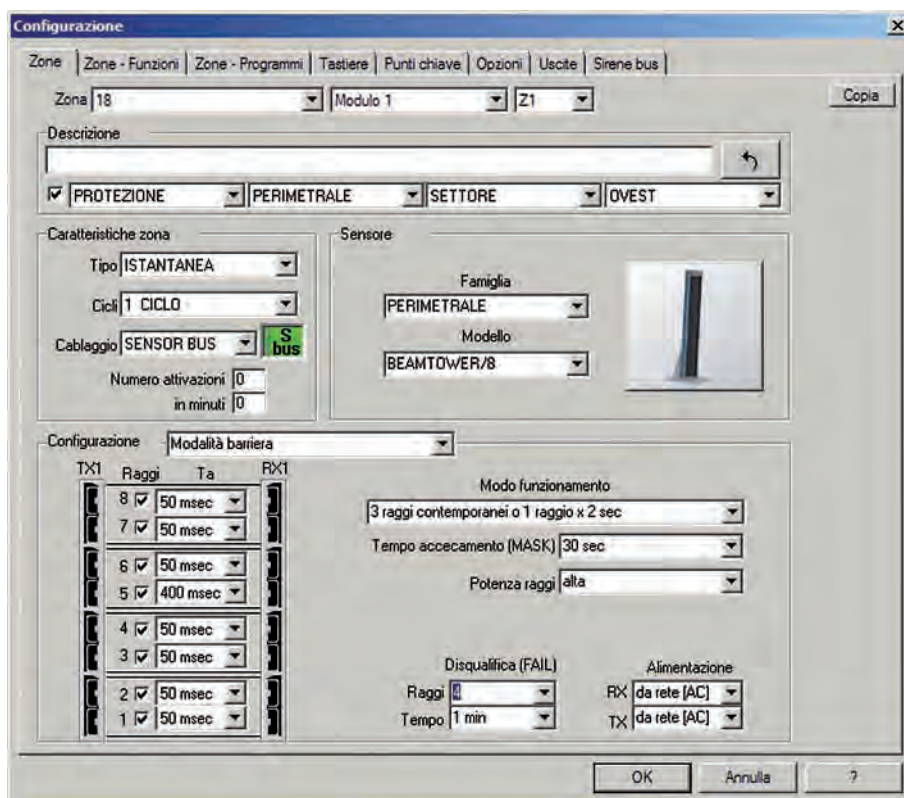 Configurazione
Zone Zone - Funzioni Zone - Programmi Tastiere Punti chiave Opzioni Uscite Sirene bus
Zona 18 Modulo 1 Z1 Copia
Descrizione
PROTEZIONE PERIMETRALE SETTORE OVEST
Caratteristiche zona
Tipo ISTANTANEA
Cicli 1 CICLO
Cablaggio SENSOR BUS S bus
Numero attivazioni 0
in minuti 0
Sensore
Famiglia
PERIMETRALE
Modello
BEAMTOWER/8
Configurazione Modalità barriera
TX1 Raggi Ta RX1
8 50 msec
7 50 msec
6 50 msec
5 400 msec
4 50 msec
3 50 msec
2 50 msec
1 50 msec
Modo funzionamento
3 raggi contemporanei o 1 raggio x 2 sec
Tempo accecamento (MASK) 30 sec
Potenza raggi alta
Disqualifica (FAIL)
Raggi 4
Tempo 1 min
Alimentazione
RX da rete [AC]
TX da rete [AC]
OK Annulla ?